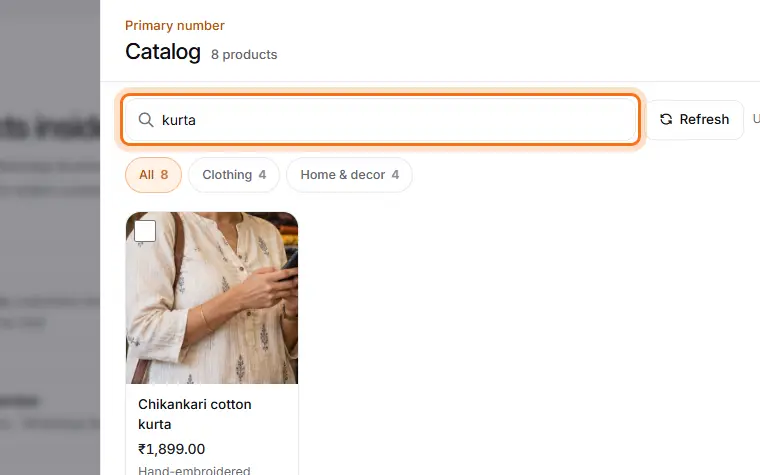 Primary number
Catalog 8 products
kurta
Refresh
All 8
Clothing 4
Home & decor 4
Chikankari cotton
kurta
₹1,899.00
Hand-embroidered